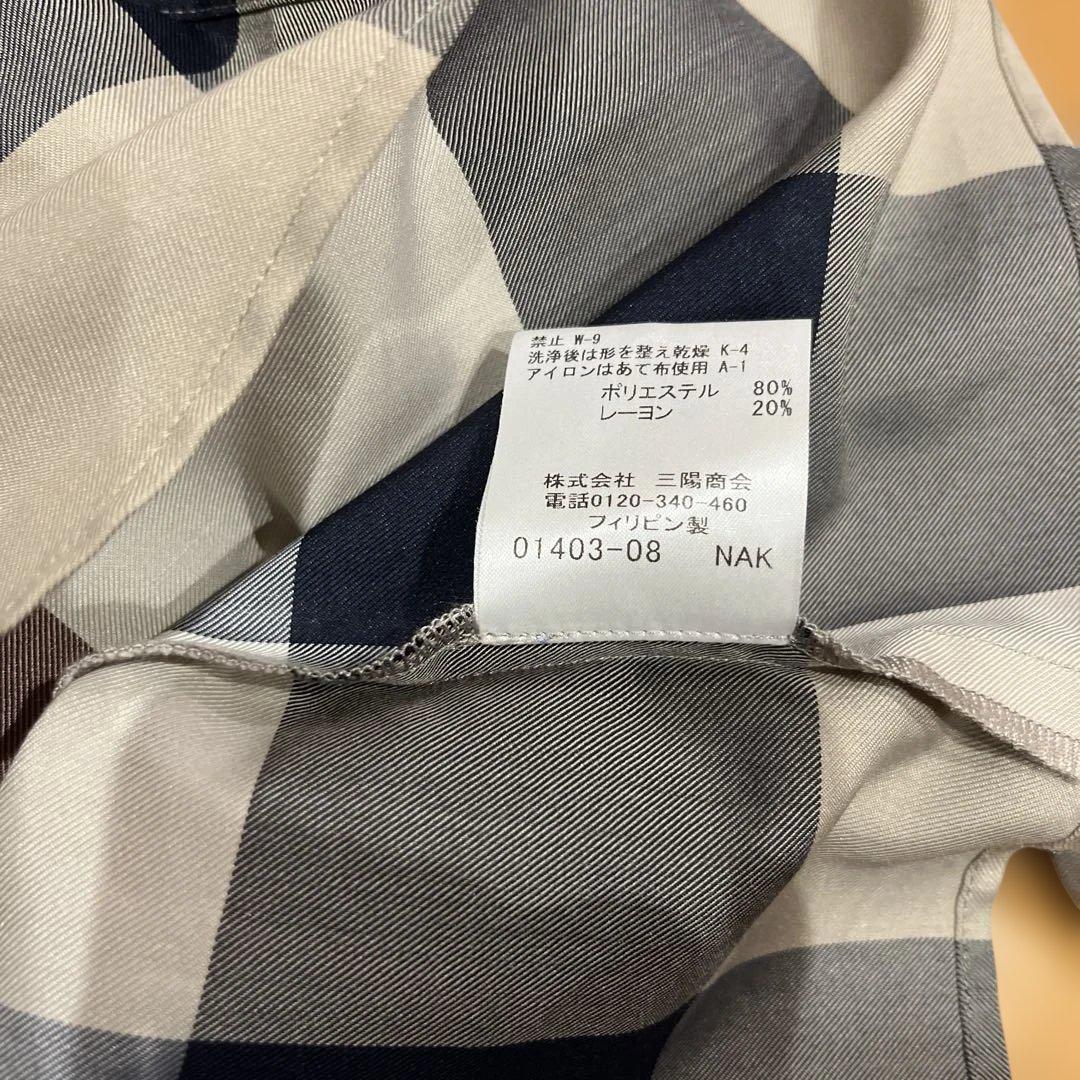 禁止 W-9
洗浄後は形を整え乾燥 K-4
アイロンはあて布使用 A-1
ポリエステル 80%
レーヨン 20%
株式会社 三陽商会
電話0120-340-460
フィリピン製
01403-08 NAK